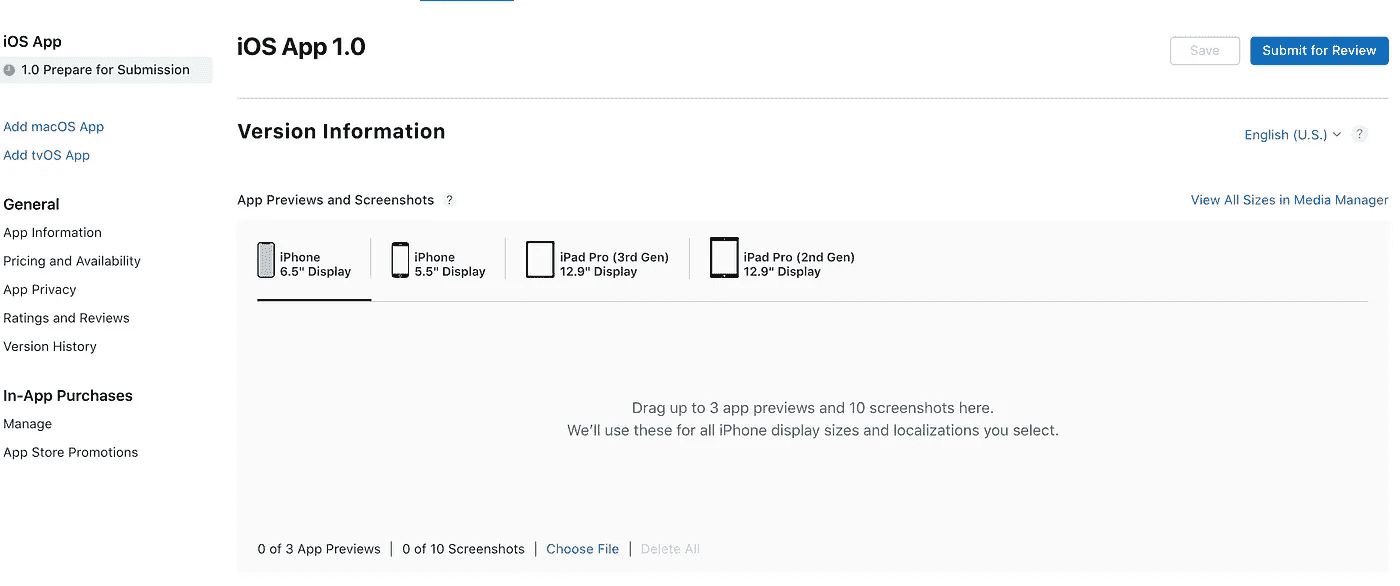 iOS App
1.0 Prepare for Submission
Add macOS App
Add tvOS App
General
App Information
Pricing and Availability
App Privacy
Ratings and Reviews
Version History
In-App Purchases
Manage
App Store Promotions
iOS App 1.0
Save
Submit for Review
Version Information
English (U.S.)
?
App Previews and Screenshots ?
View All Sizes in Media Manager
iPhone
6.5" Display
iPhone
5.5" Display
iPad Pro (3rd Gen)
12.9" Display
iPad Pro (2nd Gen)
12.9" Display
Drag up to 3 app previews and 10 screenshots here.
We'll use these for all iPhone display sizes and localizations you select.
0 of 3 App Previews | 0 of 10 Screenshots | Choose File | Delete All